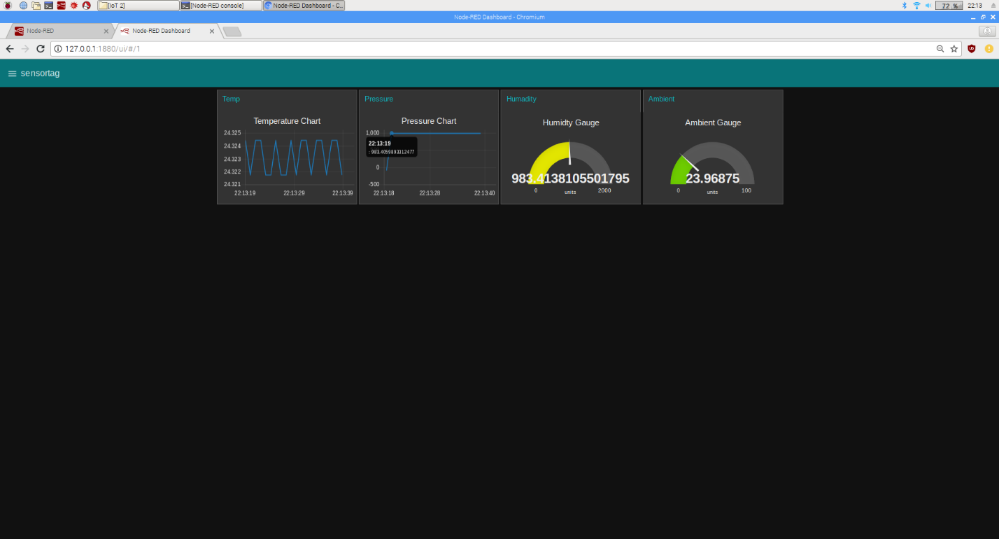 [IoT 2]
[Node-RED console]
Node-RED Dashboard - C...
72 %
22:13
Node-RED Dashboard - Chromium
Node-RED
Node-RED Dashboard
127.0.0.1:1880/ui/#/1
sensortag
Temp
Temperature Chart
24.325
24.324
24.323
24.322
24.321
22:13:19
22:13:29
22:13:39
Pressure
Pressure Chart
1,000
22:13:19
: 983.4059893312477
0
-500
22:13:18
22:13:28
22:13:40
Humadity
Humidty Gauge
983.4138105501795
0
units
2000
Ambient
Ambient Gauge
23.96875
0
units
100